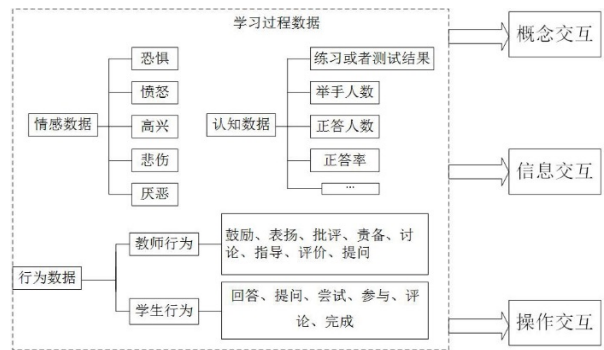 学习过程数据
情感数据
恐惧
愤怒
高兴
悲伤
厌恶
认知数据
练习或者测试结果
举手人数
正答人数
正答率
...
行为数据
教师行为
鼓励、表扬、批评、责备、讨
论、指导、评价、提问
学生行为
回答、提问、尝试、参与、评
论、完成
概念交互
信息交互
操作交互